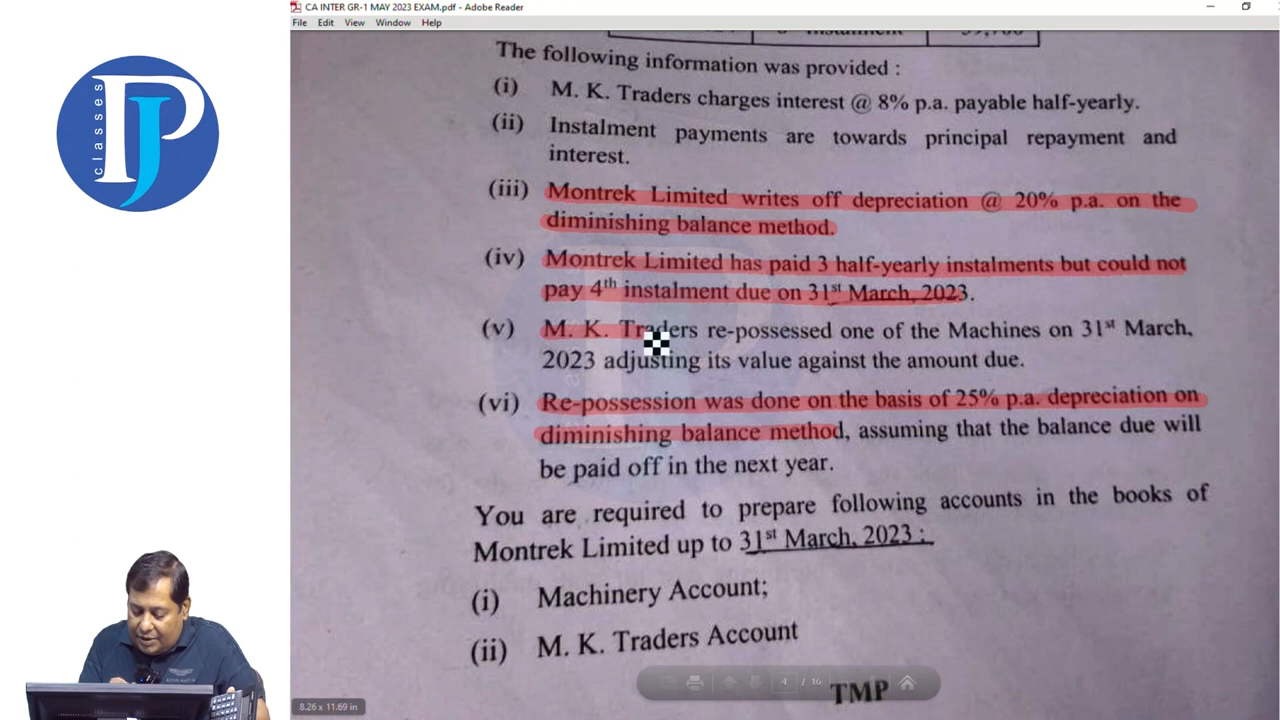 CA INTER GR-1 MAY 2023 EXAM.pdf - Adobe Reader
File Edit View Window Help
PJ
classes
The following information was provided :
(i) M. K. Traders charges interest @ 8% p.a. payable half-yearly.
(ii) Instalment payments are towards principal repayment and
interest.
(iii) Montrek Limited writes off depreciation @ 20% p.a. on the
diminishing balance method.
(iv) Montrek Limited has paid 3 half-yearly instalments but could not
pay 4th instalment due on 31st March, 2023.
(v) M. K. Traders re-possessed one of the Machines on 31st March,
2023 adjusting its value against the amount due.
(vi) Re-possession was done on the basis of 25% p.a. depreciation on
diminishing balance method, assuming that the balance due will
be paid off in the next year.
You are required to prepare following accounts in the books of
Montrek Limited up to 31st March, 2023 :
(i) Machinery Account;
(ii) M. K. Traders Account
4 / 16
TMP
8.26 x 11.69 in